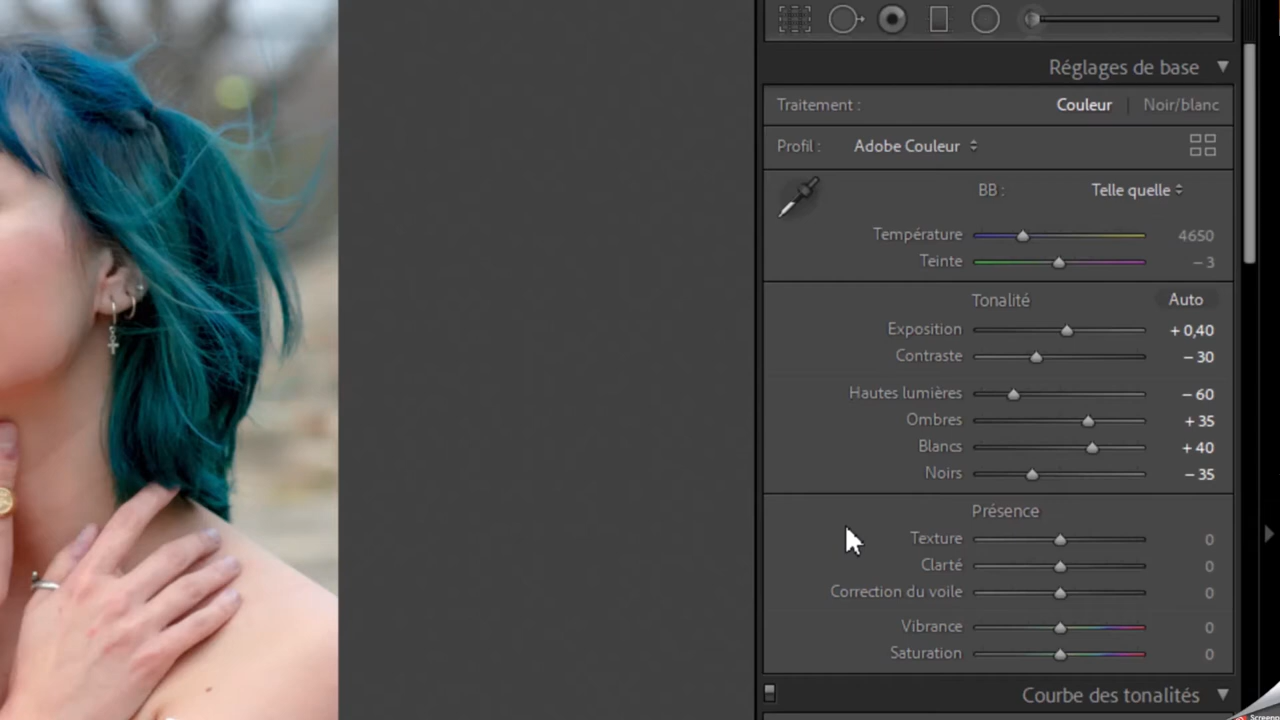 Réglages de base
Traitement : Couleur Noir/blanc
Profil : Adobe Couleur
BB : Telle quelle
Température 4650
Teinte – 3
Tonalité Auto
Exposition + 0,40
Contraste – 30
Hautes lumières – 60
Ombres + 35
Blancs + 40
Noirs – 35
Présence
Texture 0
Clarté 0
Correction du voile 0
Vibrance 0
Saturation 0
Courbe des tonalités